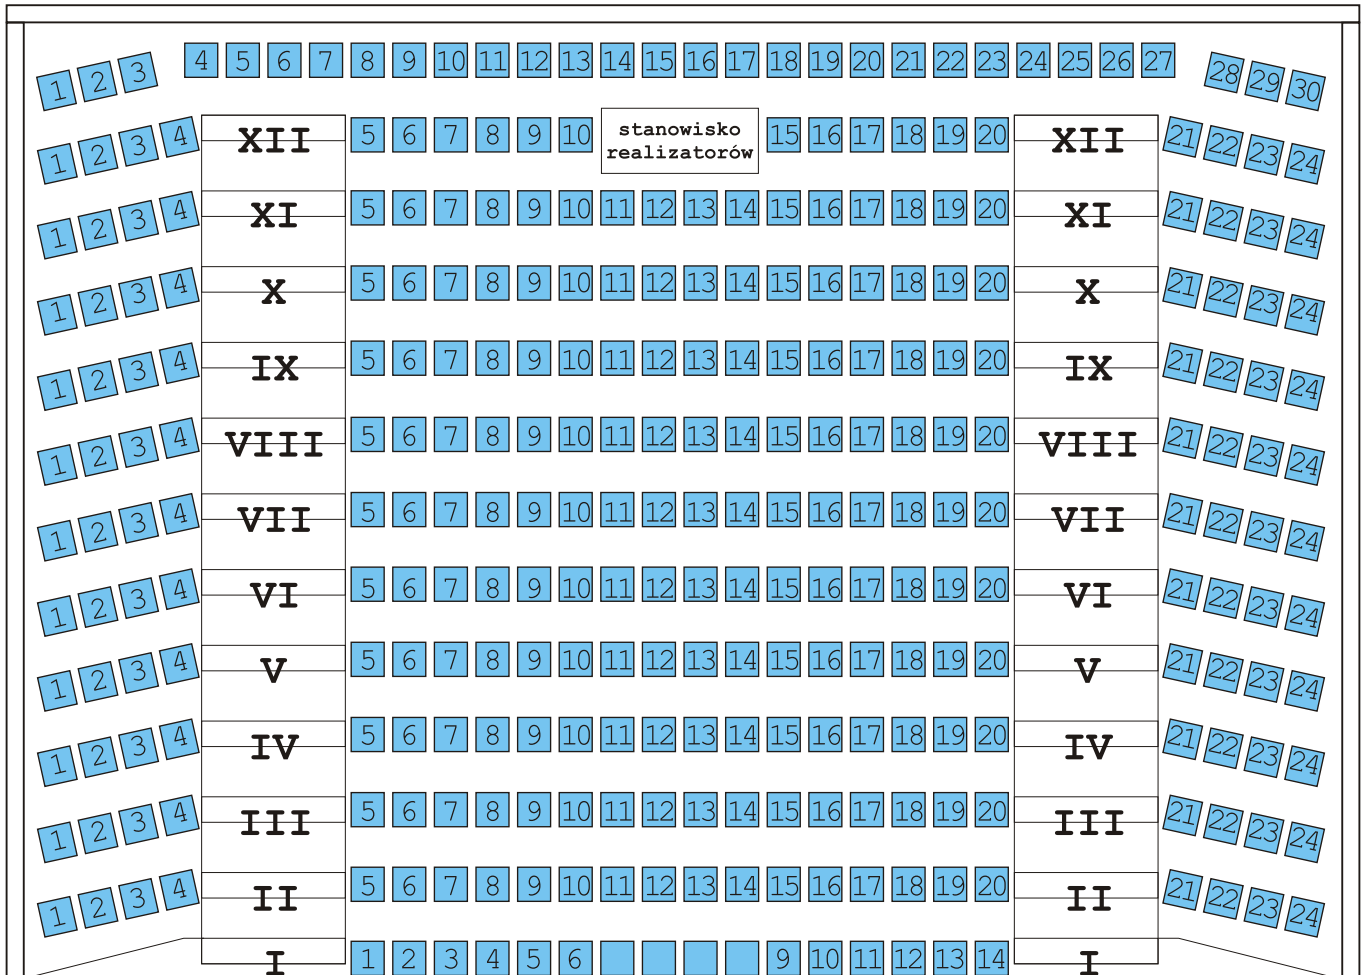 1 2 3 4 5 6 7 8 9 10 11 12 13 14 15 16 17 18 19 20 21 22 23 24 25 26 27 28 29 30
1 2 3 4 XII 5 6 7 8 9 10 stanowisko 15 16 17 18 19 20 XII 21 22 23 24
realizatorów
1 2 3 4 XI 5 6 7 8 9 10 11 12 13 14 15 16 17 18 19 20 XI 21 22 23 24
1 2 3 4 X 5 6 7 8 9 10 11 12 13 14 15 16 17 18 19 20 X 21 22 23 24
1 2 3 4 IX 5 6 7 8 9 10 11 12 13 14 15 16 17 18 19 20 IX 21 22 23 24
1 2 3 4 VIII 5 6 7 8 9 10 11 12 13 14 15 16 17 18 19 20 VIII 21 22 23 24
1 2 3 4 VII 5 6 7 8 9 10 11 12 13 14 15 16 17 18 19 20 VII 21 22 23 24
1 2 3 4 VI 5 6 7 8 9 10 11 12 13 14 15 16 17 18 19 20 VI 21 22 23 24
1 2 3 4 V 5 6 7 8 9 10 11 12 13 14 15 16 17 18 19 20 V 21 22 23 24
1 2 3 4 IV 5 6 7 8 9 10 11 12 13 14 15 16 17 18 19 20 IV 21 22 23 24
1 2 3 4 III 5 6 7 8 9 10 11 12 13 14 15 16 17 18 19 20 III 21 22 23 24
1 2 3 4 II 5 6 7 8 9 10 11 12 13 14 15 16 17 18 19 20 II 21 22 23 24
I 1 2 3 4 5 6 9 10 11 12 13 14 I